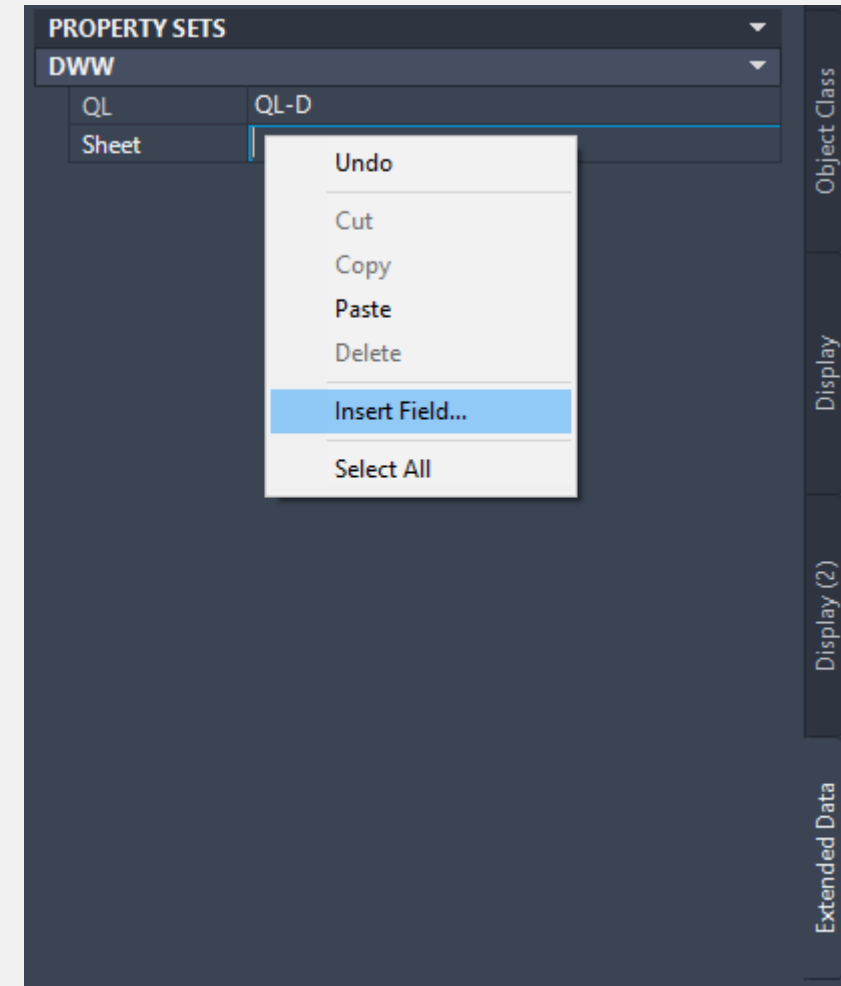 PROPERTY SETS
DWW
QL QL-D
Sheet
Undo
Cut
Copy
Paste
Delete
Insert Field...
Select All
Object Class
Display
Display (2)
Extended Data